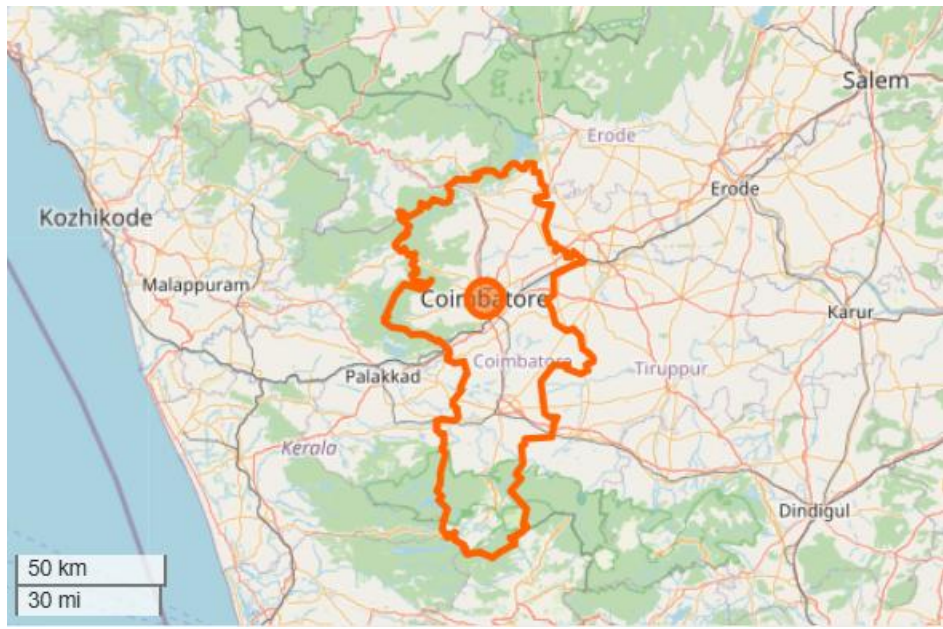 Salem
Erode
Erode
Kozhikode
Malappuram
Coimbatore
Karur
Coimbatore
Tiruppur
Palakkad
Kerala
Dindigul
50 km
30 mi